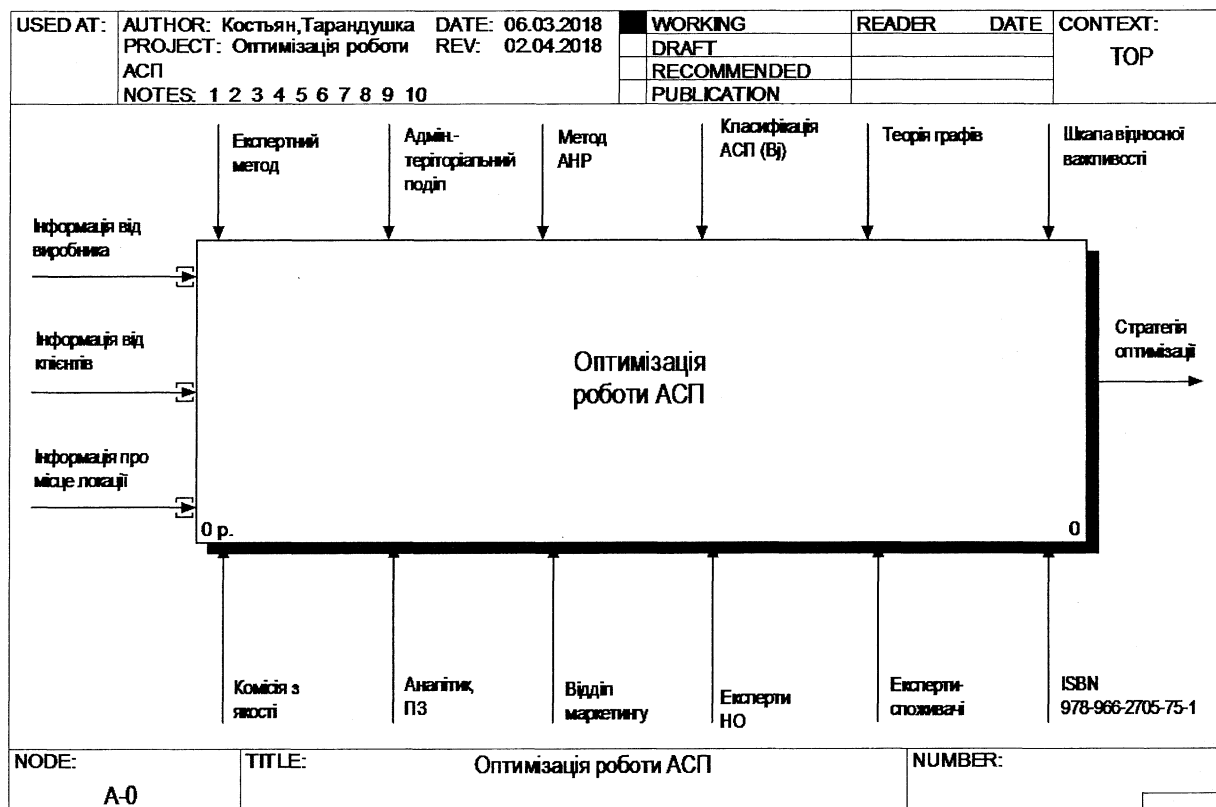 USED AT:
AUTHOR: Костьян,Тарандушка DATE: 06.03.2018
PROJECT: Оптимізація роботи REV: 02.04.2018
АСП
NOTES: 1 2 3 4 5 6 7 8 9 10
WORKING
DRAFT
RECOMMENDED
PUBLICATION
READER DATE
CONTEXT:
TOP
Експертний
метод
Адмін.-
теріторіальний
поділ
Метод
АНР
Класифікація
АСП (Bj)
Теорія графів
Шкала відносної
важливості
Інформація від
виробника
Інформація від
клієнтів
Інформація про
місце локації
Оптимізація
роботи АСП
0 р.
0
Стратегія
оптимізації
Комісія з
якості
Аналітик,
ПЗ
Відділ
маркетингу
Експерти
НО
Експерти-
споживачі
ISBN
978-966-2705-75-1
NODE:
A-0
TITLE:
Оптимізація роботи АСП
NUMBER: